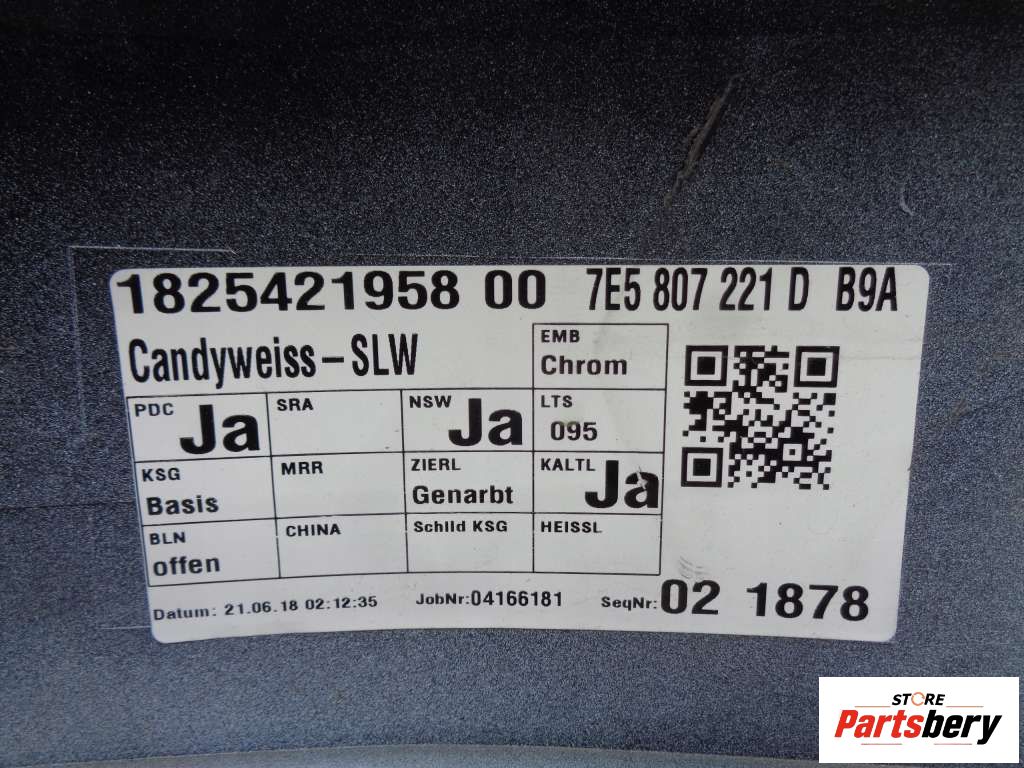 1825421958 00 7E5 807 221 D B9A
Candyweiss-SLW
EMB
Chrom
PDC Ja
SRA
NSW Ja
LTS
095
KSG
Basis
MRR
ZIERL
Genarbt
KALTL Ja
BLN
offen
CHINA
Schild KSG
HEISSL
Datum: 21.06.18 02:12:35 JobNr:04166181 SeqNr:02 1878
STORE
Partsbery